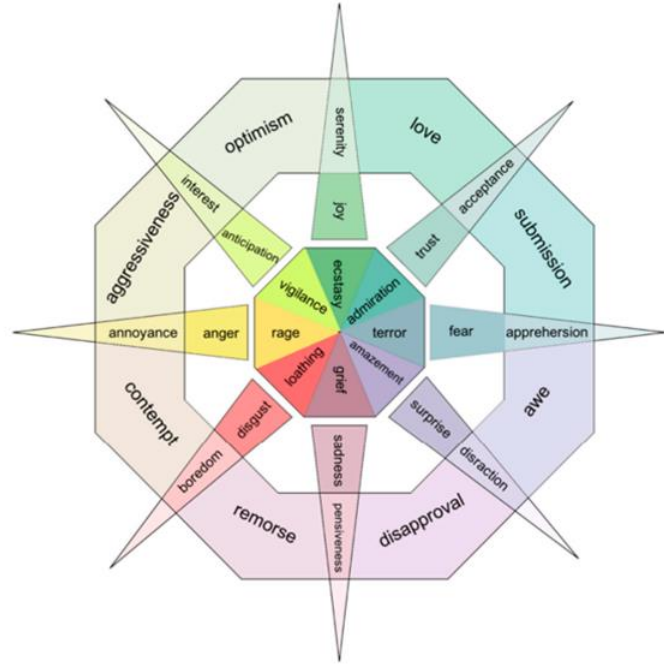 serenity
optimism
love
interest
acceptance
joy
anticipation
trust
aggressiveness
submission
ecstasy
vigilance
admiration
annoyance
anger
rage
terror
fear
apprehersion
loathing
grief
amazement
contempt
awe
disgust
surprise
boredom
sadness
disraction
remorse
pensiveness
disapproval